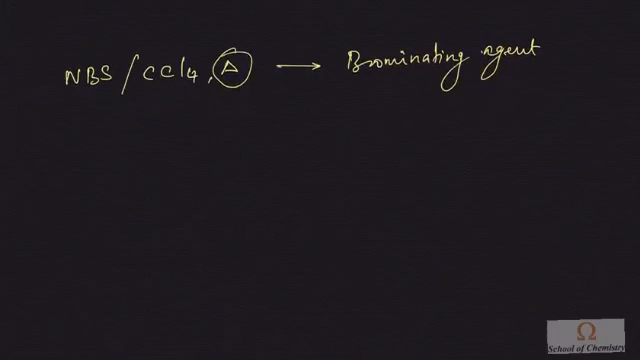 NBS / CCl4, Δ → Brominating agent
Ω
School of Chemistry